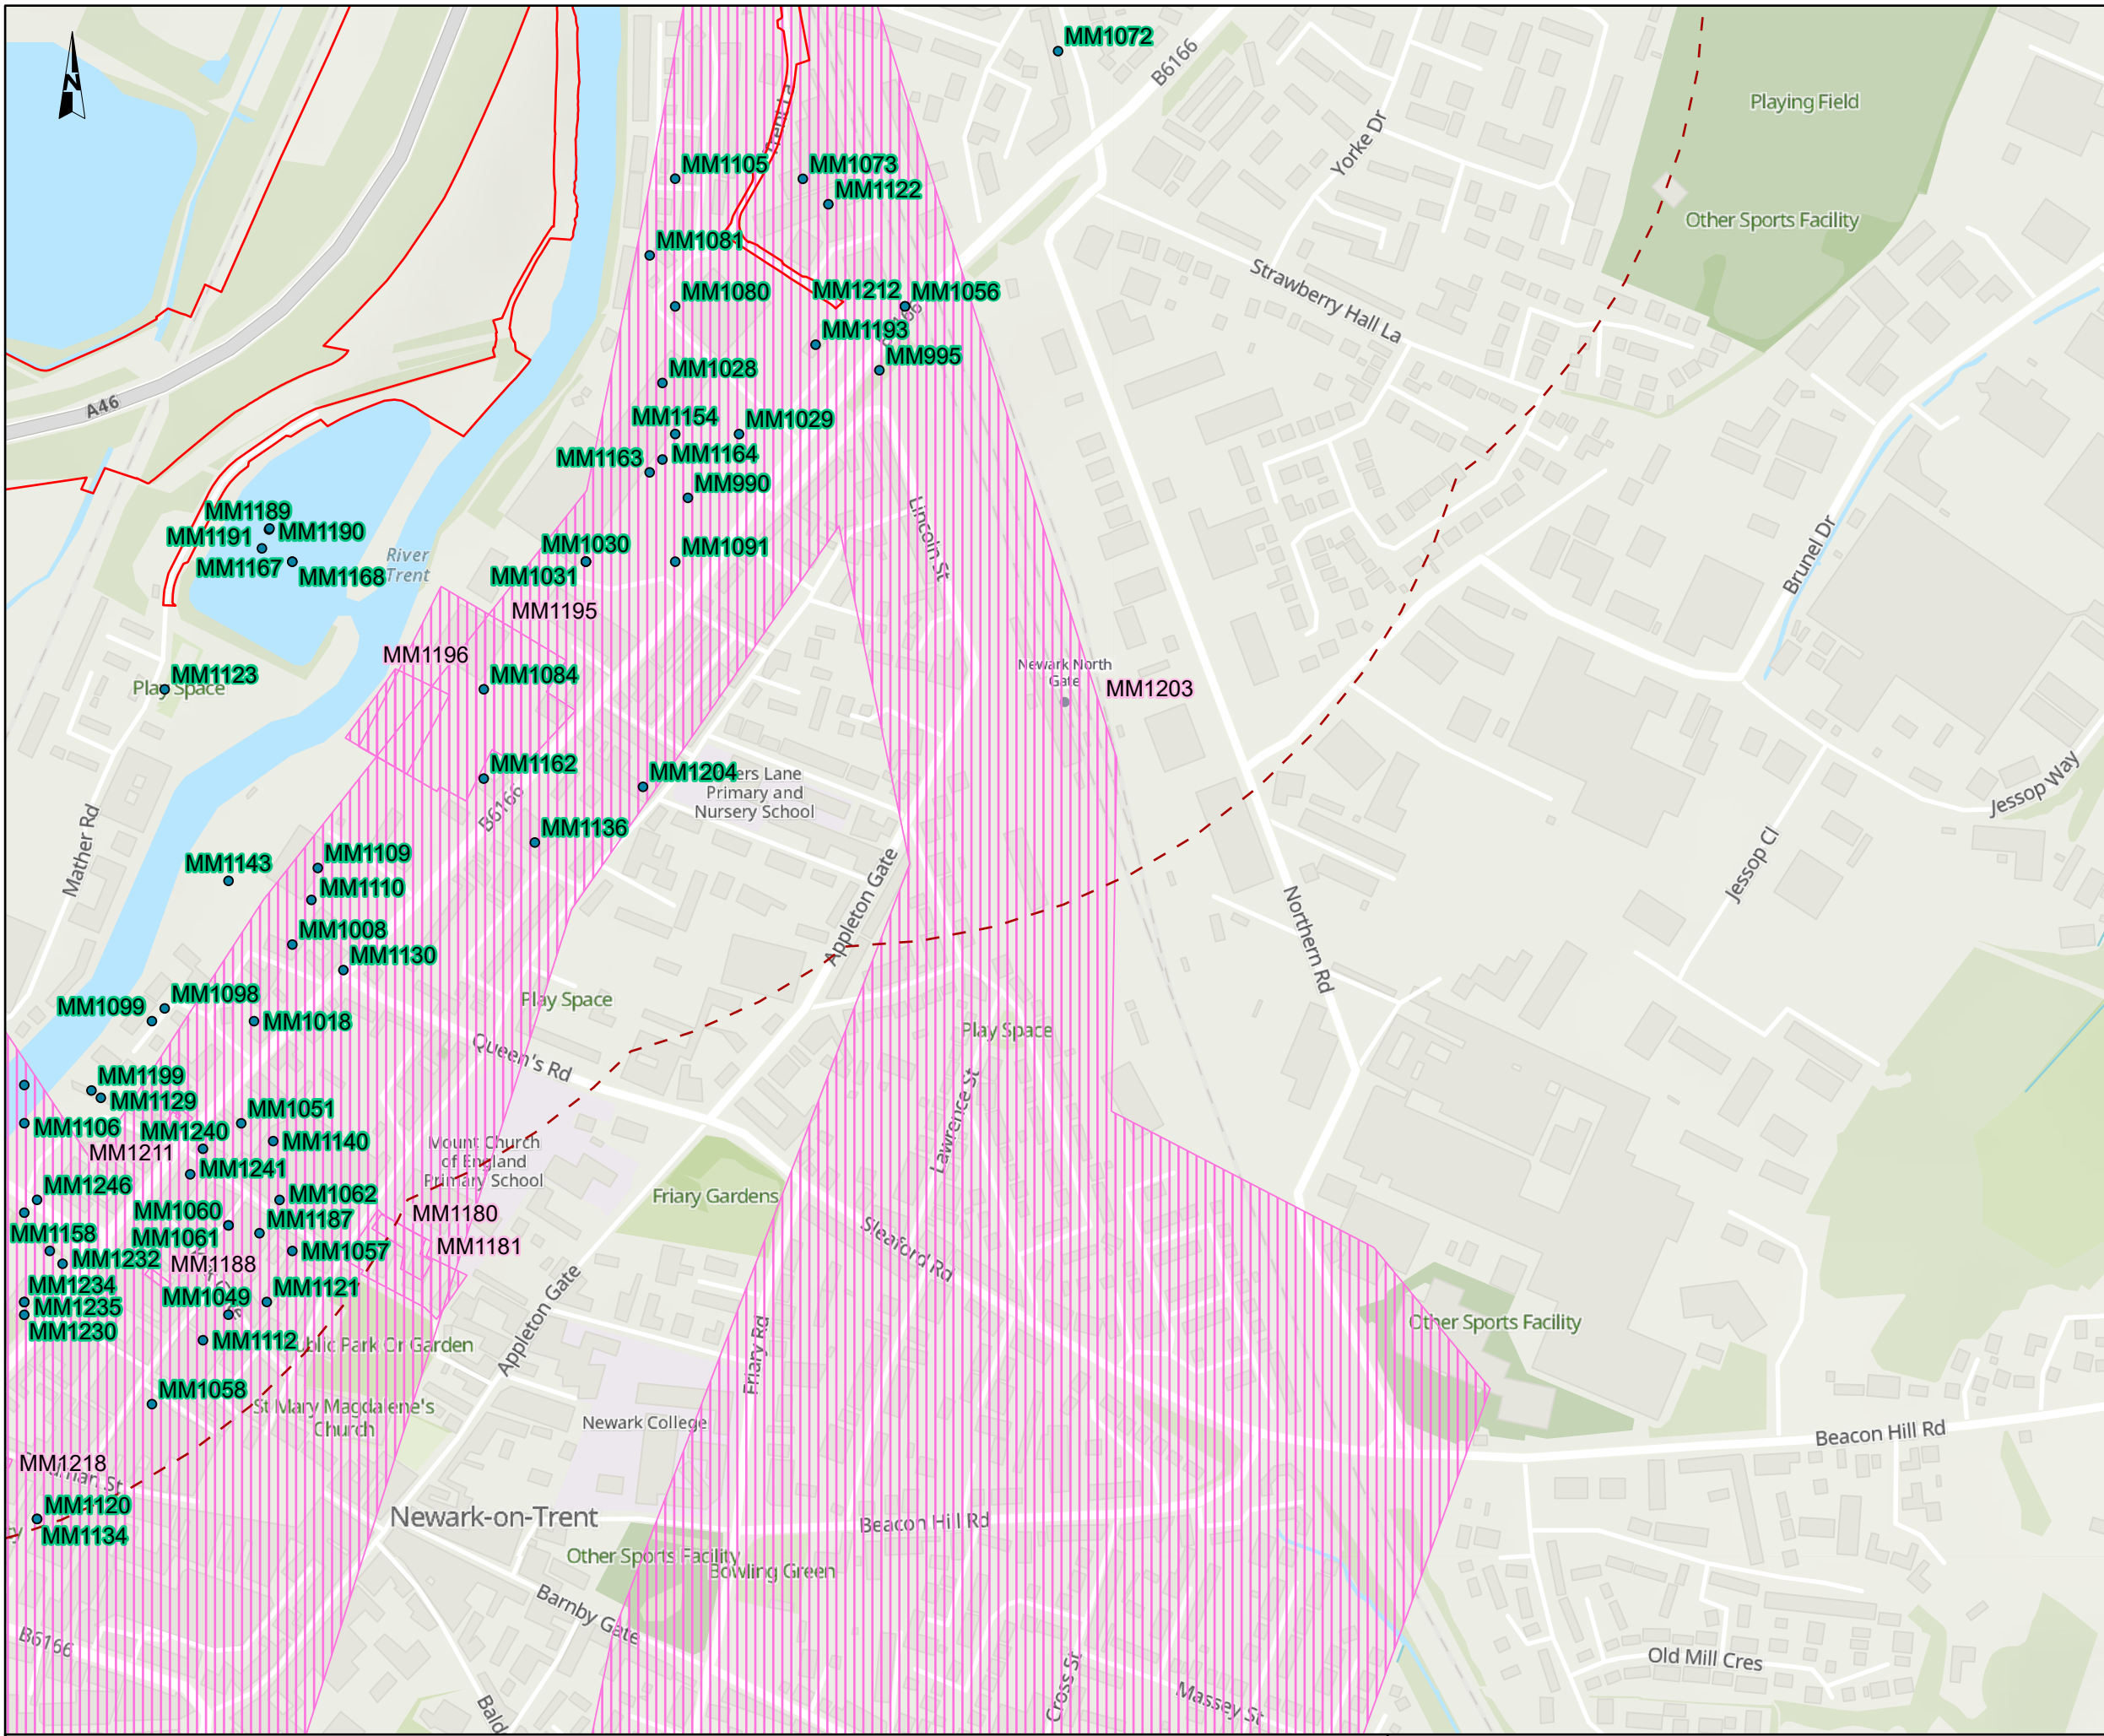 N
MM1072
B6166
Playing Field
Yorke Dr
MM1105
MM1073
MM1122
Other Sports Facility
MM1081
Strawberry Hall La
MM1080
MM1212
MM1056
MM1193
MM995
MM1028
A46
MM1154
MM1029
MM1163
MM1164
MM990
Lincoln St
MM1189
MM1190
MM1191
MM1167
MM1168
River
Trent
MM1030
MM1031
MM1091
Brunel Dr
MM1195
MM1196
Newark North
Gate
MM1203
MM1123
Play Space
MM1084
MM1162
B6166
MM1204
Primary and
Nursery School
Jessop Way
Mather Rd
MM1136
MM1143
MM1109
MM1110
Appleton Gate
Jessop Cl
MM1008
MM1130
Northern Rd
MM1098
MM1099
MM1018
Play Space
Play Space
Queen's Rd
MM1199
MM1129
MM1051
MM1106
MM1240
MM1140
MM1211
MM1241
Mount Church
of England
Primary School
Lawrence St
MM1246
MM1062
Friary Gardens
MM1060
MM1187
MM1180
MM1158
MM1061
MM1057
MM1181
MM1232
MM1188
Sleaford Rd
MM1234
MM1049
MM1121
MM1235
MM1230
MM1112
Public Park Or Garden
Appleton Gate
Friary Rd
Other Sports Facility
MM1058
St Mary Magdalene's
Church
Newark College
Beacon Hill Rd
MM1218
MM1120
MM1134
Newark-on-Trent
Beacon Hill Rd
Other Sports Facility
Bowling Green
Barnby Gate
B6166
Cross St
Massey St
Old Mill Cres
Bald